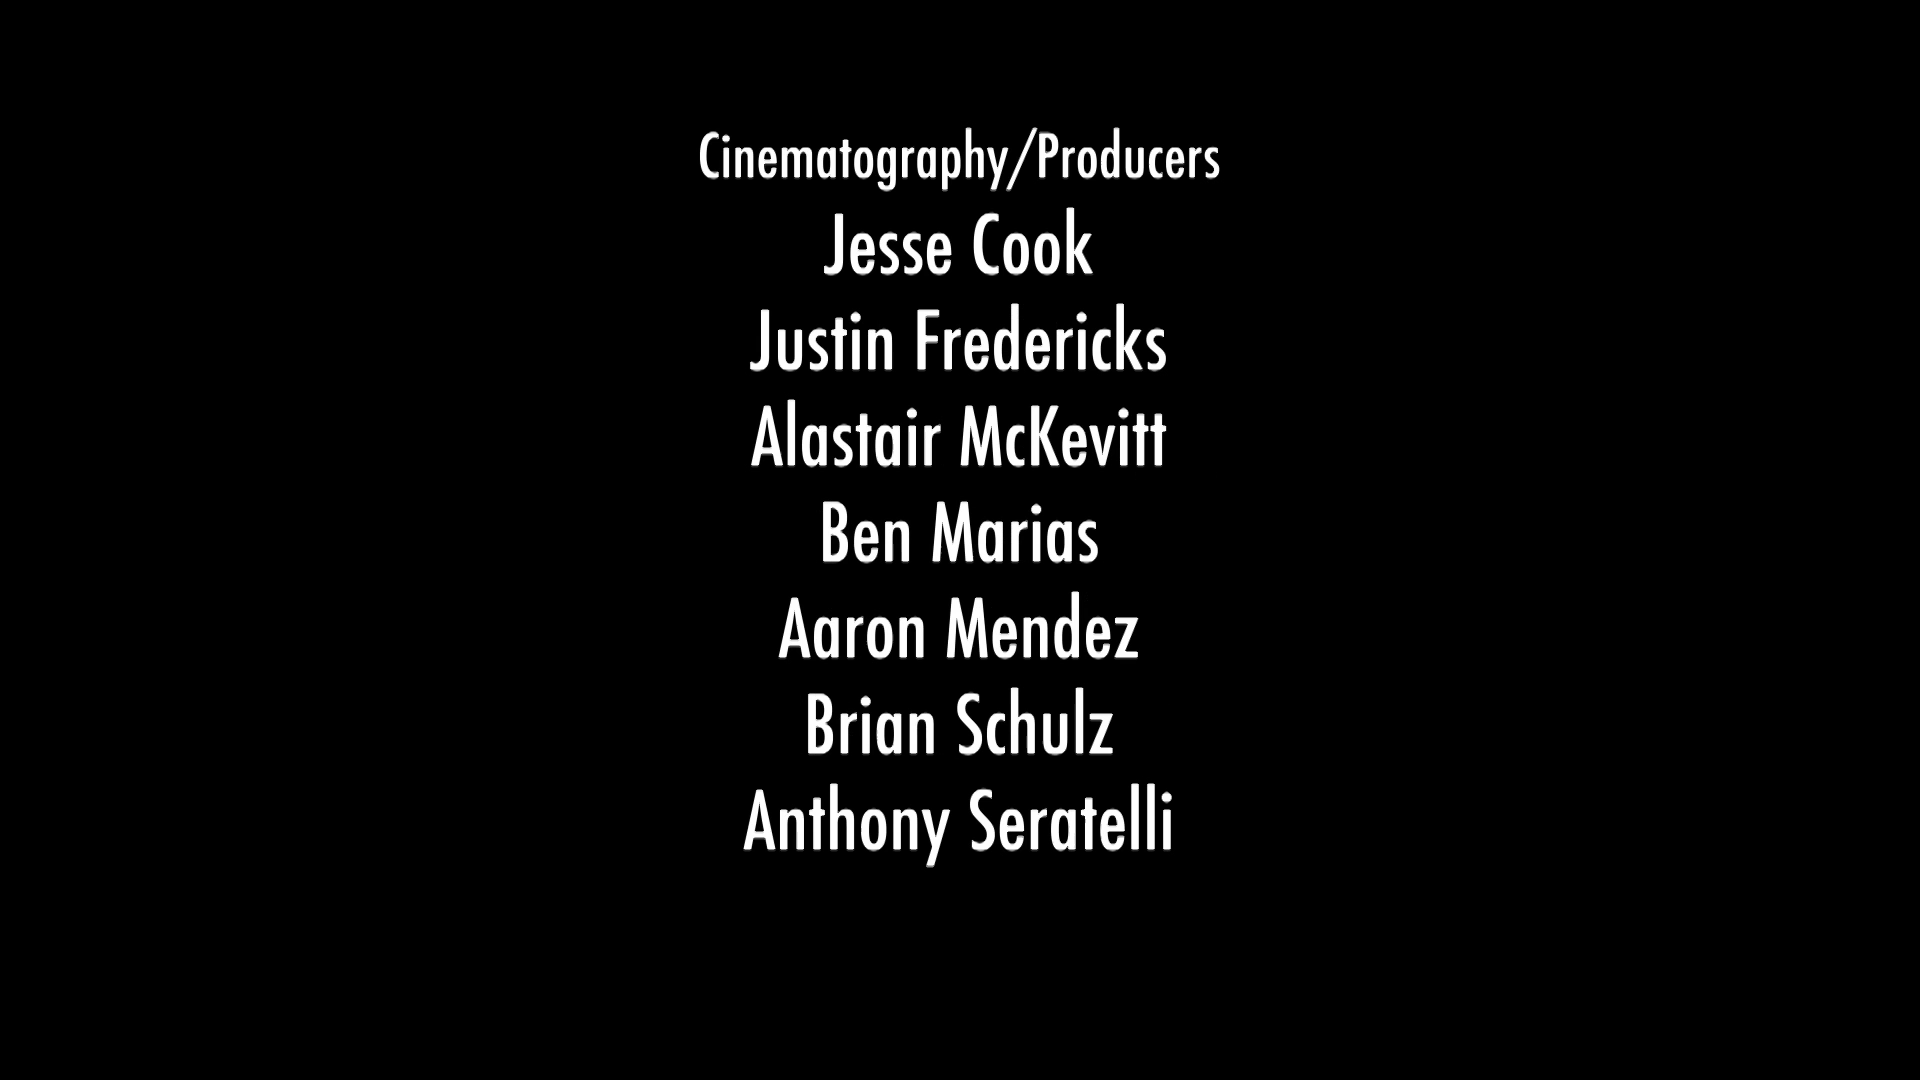 Cinematography/Producers
Jesse Cook
Justin Fredericks
Alastair McKevitt
Ben Marias
Aaron Mendez
Brian Schulz
Anthony Seratelli